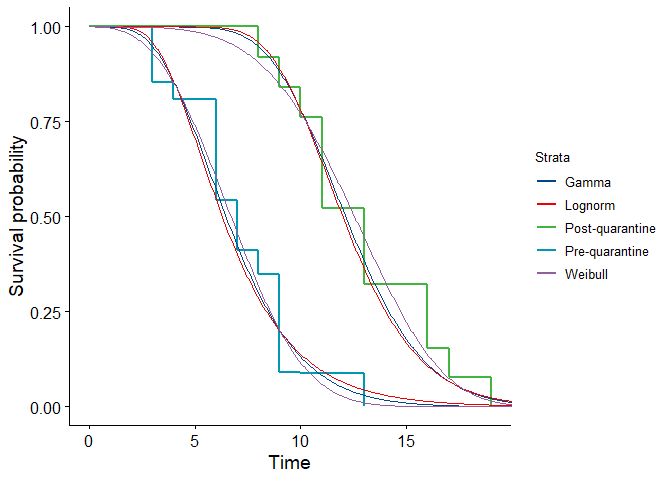 Survival probability
1.00
0.75
0.50
0.25
0.00
0
5
10
15
Time
Strata
Gamma
Lognorm
Post-quarantine
Pre-quarantine
Weibull